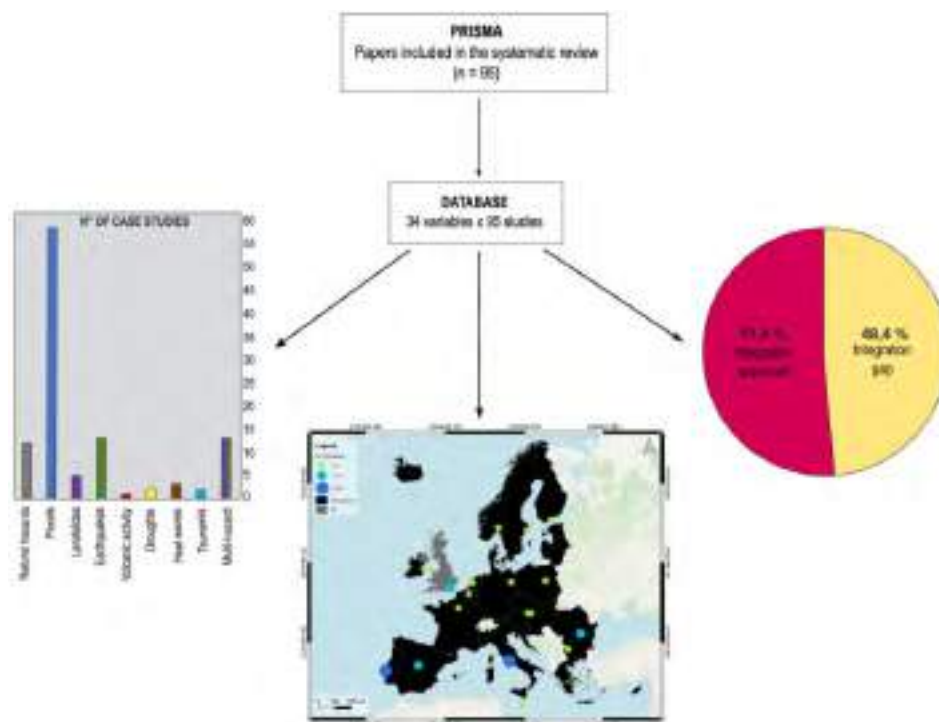 PRISMA
Papers included in the systematic review
DATABASE
34 variables x 95 studies
N° OF CASE STUDIES
60
55
50
45
40
35
30
25
20
15
10
5
0
Natural hazards
Floods
Landslides
Earthquakes
Volcanic activity
Droughts
Heat waves
Tsunamis
Multi-hazard
48,4 %
Integration
gap